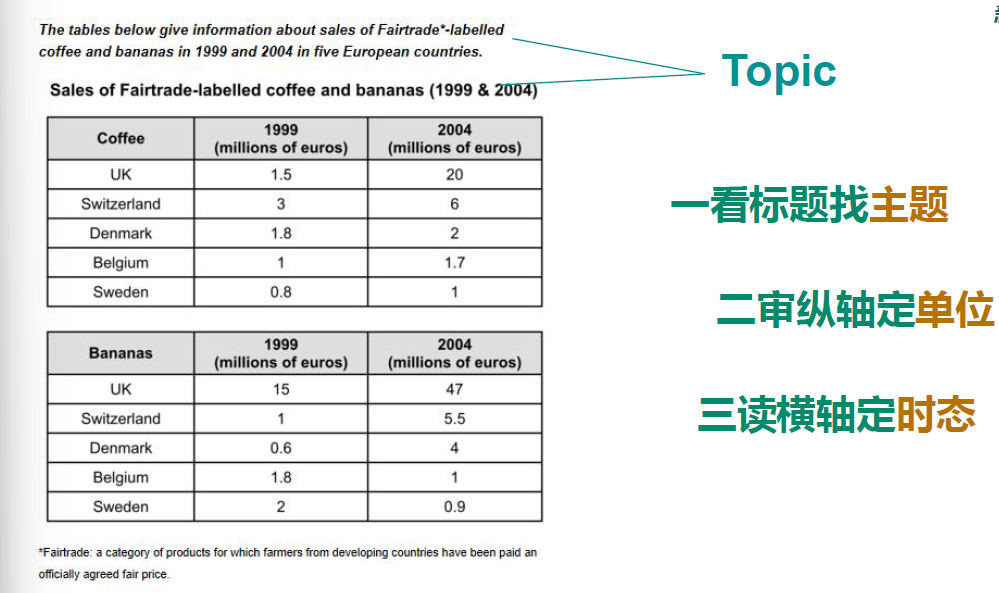 The tables below give information about sales of Fairtrade*-labelled
coffee and bananas in 1999 and 2004 in five European countries.
Topic
Sales of Fairtrade-labelled coffee and bananas (1999 & 2004)
Coffee 1999 (millions of euros) 2004 (millions of euros)
UK 1.5 20
Switzerland 3 6
Denmark 1.8 2
Belgium 1 1.7
Sweden 0.8 1
Bananas 1999 (millions of euros) 2004 (millions of euros)
UK 15 47
Switzerland 1 5.5
Denmark 0.6 4
Belgium 1.8 1
Sweden 2 0.9
*Fairtrade: a category of products for which farmers from developing countries have been paid an
officially agreed fair price.
一看标题找主题
二审纵轴定单位
三读横轴定时态